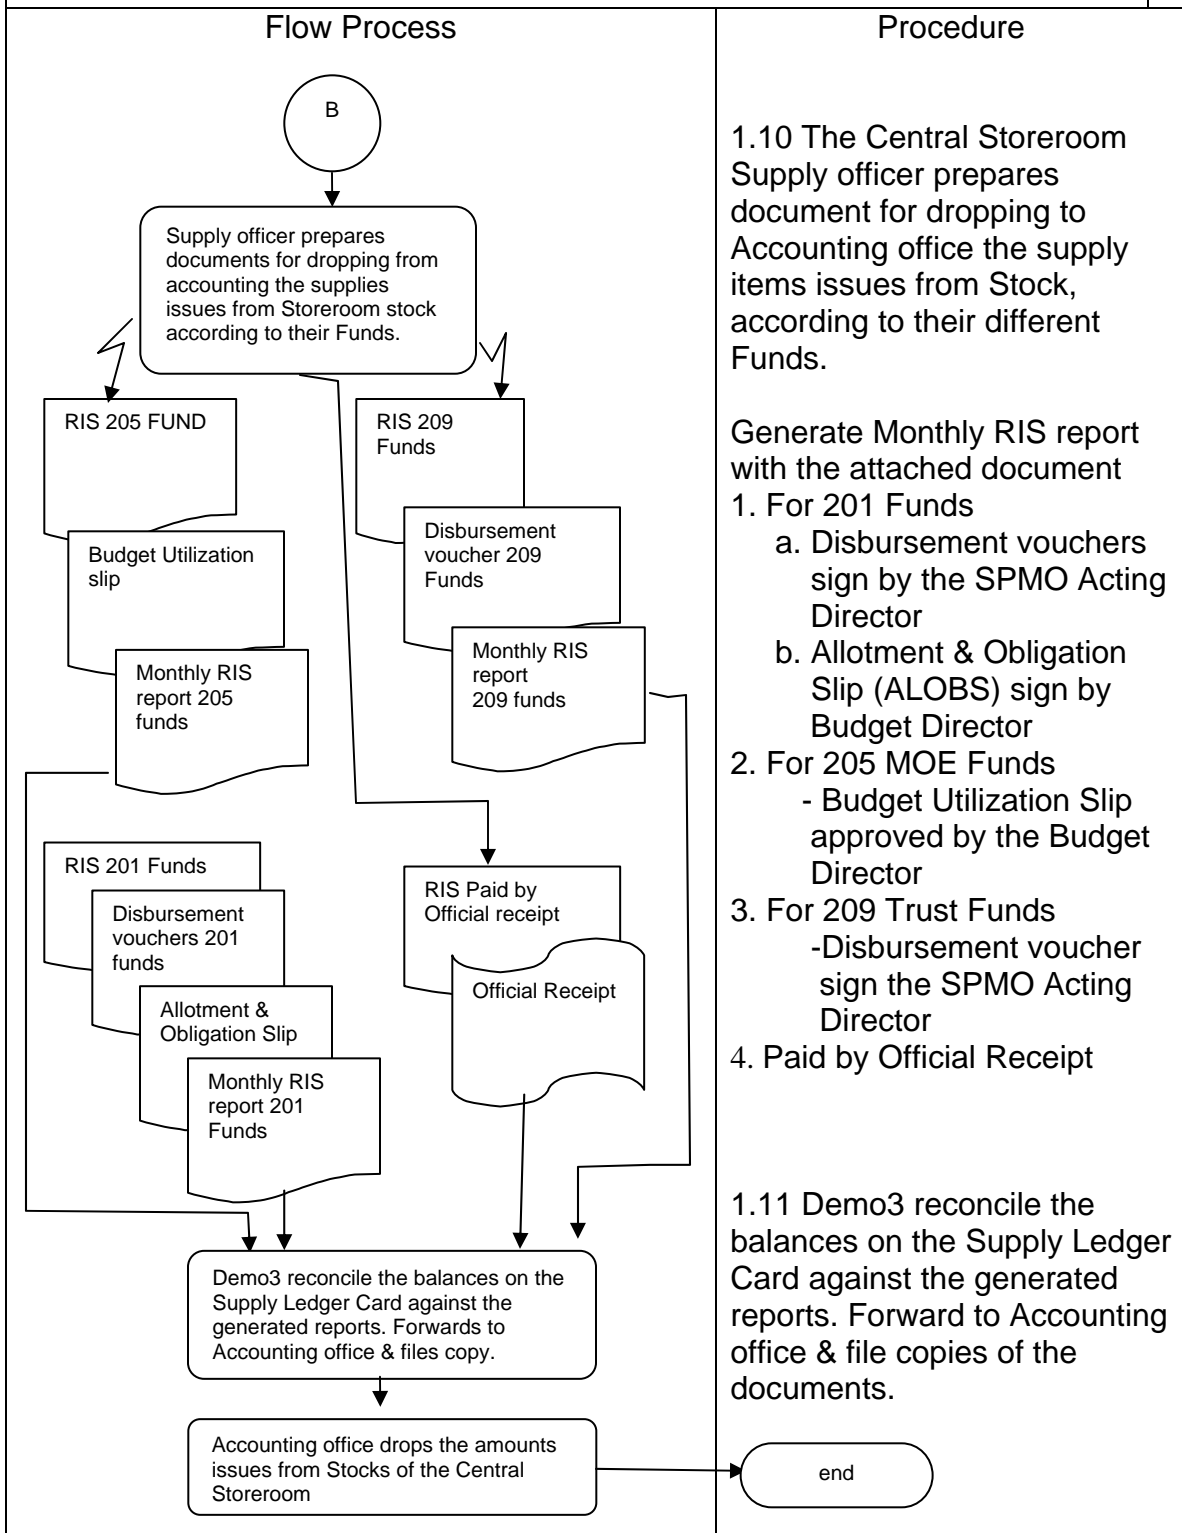 Flow Process
B
Supply officer prepares
documents for dropping from
accounting the supplies
issues from Storeroom stock
according to their Funds.
RIS 205 FUND
Budget Utilization
slip
Monthly RIS
report 205
funds
RIS 209
Funds
Disbursement
voucher 209
Funds
Monthly RIS
report
209 funds
RIS 201 Funds
Disbursement
vouchers 201
funds
Allotment &
Obligation Slip
Monthly RIS
report 201
Funds
RIS Paid by
Official receipt
Official Receipt
Demo3 reconcile the balances on the
Supply Ledger Card against the
generated reports. Forwards to
Accounting office & files copy.
Accounting office drops the amounts
issues from Stocks of the Central
Storeroom
Procedure
1.10 The Central Storeroom
Supply officer prepares
document for dropping to
Accounting office the supply
items issues from Stock,
according to their different
Funds.
Generate Monthly RIS report
with the attached document
1. For 201 Funds
a. Disbursement vouchers
sign by the SPMO Acting
Director
b. Allotment & Obligation
Slip (ALOBS) sign by
Budget Director
2. For 205 MOE Funds
- Budget Utilization Slip
approved by the Budget
Director
3. For 209 Trust Funds
-Disbursement voucher
sign the SPMO Acting
Director
4. Paid by Official Receipt
1.11 Demo3 reconcile the
balances on the Supply Ledger
Card against the generated
reports. Forward to Accounting
office & file copies of the
documents.
end